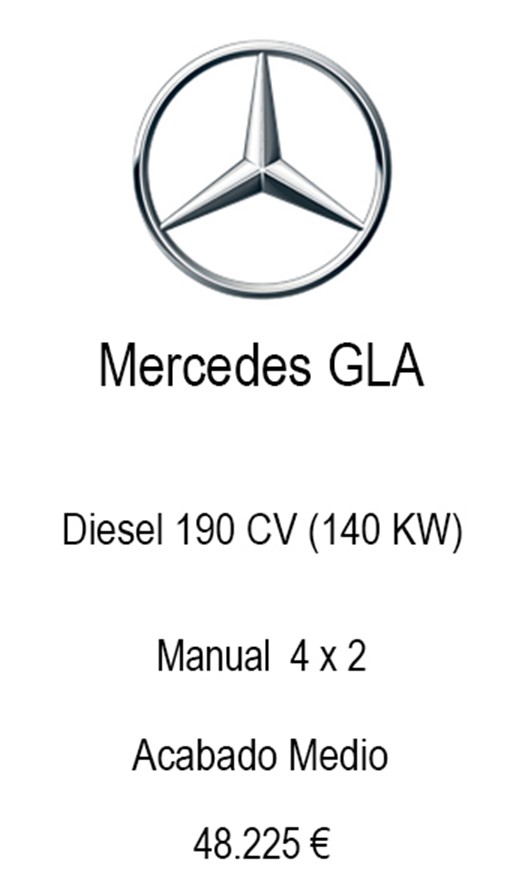 Mercedes GLA
Diesel 190 CV (140 KW)
Manual 4 x 2
Acabado Medio
48.225 €